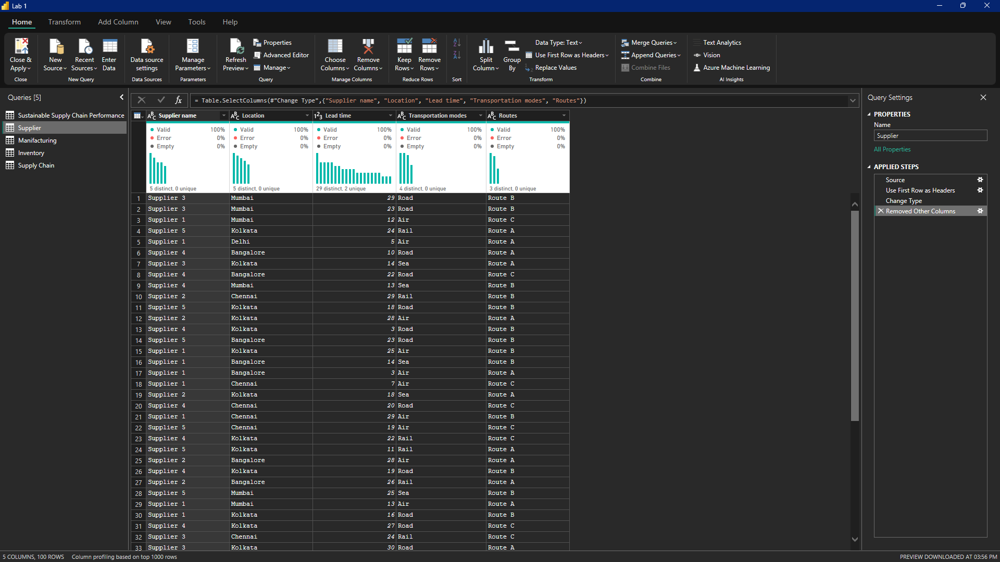 Lab 1
Home Transform Add Column View Tools Help
Close & Apply
New Source
Recent Sources
Enter Data
Data source settings
Manage Parameters
Refresh Preview
Properties
Advanced Editor
Manage
Choose Columns
Remove Columns
Keep Rows
Remove Rows
Split Column
Group By
Data Type: Text
Use First Row as Headers
Replace Values
Merge Queries
Append Queries
Combine Files
Text Analytics
Vision
Azure Machine Learning
Close New Query Data Sources Parameters Query Manage Columns Reduce Rows Sort Transform Combine AI Insights
Queries [5]
Sustainable Supply Chain Performance
Supplier
Manifacturing
Inventory
Supply Chain
= Table.SelectColumns(#"Change Type",{"Supplier name", "Location", "Lead time", "Transportation modes", "Routes"})
Supplier name Location Lead time Transportation modes Routes
Valid 100% Valid 100% Valid 100% Valid 100% Valid 100%
Error 0% Error 0% Error 0% Error 0% Error 0%
Empty 0% Empty 0% Empty 0% Empty 0% Empty 0%
5 distinct, 0 unique 5 distinct, 0 unique 29 distinct, 2 unique 4 distinct, 0 unique 3 distinct, 0 unique
1 Supplier 3 Mumbai 29 Road Route B
2 Supplier 3 Mumbai 23 Road Route B
3 Supplier 1 Mumbai 12 Air Route C
4 Supplier 5 Kolkata 24 Rail Route A
5 Supplier 1 Delhi 5 Air Route A
6 Supplier 4 Bangalore 10 Road Route A
7 Supplier 3 Kolkata 14 Sea Route A
8 Supplier 4 Bangalore 22 Road Route C
9 Supplier 4 Mumbai 13 Sea Route B
10 Supplier 2 Chennai 29 Rail Route B
11 Supplier 5 Kolkata 18 Road Route B
12 Supplier 2 Kolkata 28 Air Route A
13 Supplier 4 Kolkata 3 Road Route B
14 Supplier 5 Bangalore 23 Road Route B
15 Supplier 1 Kolkata 25 Air Route B
16 Supplier 1 Bangalore 14 Sea Route B
17 Supplier 1 Bangalore 3 Air Route A
18 Supplier 1 Chennai 7 Air Route C
19 Supplier 2 Kolkata 18 Sea Route A
20 Supplier 4 Chennai 20 Road Route C
21 Supplier 1 Chennai 29 Air Route B
22 Supplier 5 Chennai 19 Air Route C
23 Supplier 4 Kolkata 22 Rail Route C
24 Supplier 5 Kolkata 11 Rail Route A
25 Supplier 2 Bangalore 28 Air Route A
26 Supplier 4 Kolkata 19 Road Route B
27 Supplier 2 Bangalore 26 Rail Route A
28 Supplier 5 Mumbai 25 Sea Route B
29 Supplier 1 Mumbai 13 Air Route A
30 Supplier 1 Kolkata 16 Road Route B
31 Supplier 4 Kolkata 27 Road Route C
32 Supplier 3 Chennai 24 Rail Route C
33 Supplier 3 Kolkata 30 Road Route A
Query Settings
PROPERTIES
Name
Supplier
All Properties
APPLIED STEPS
Source
Use First Row as Headers
Change Type
Removed Other Columns
5 COLUMNS, 100 ROWS Column profiling based on top 1000 rows
PREVIEW DOWNLOADED AT 03:56 PM